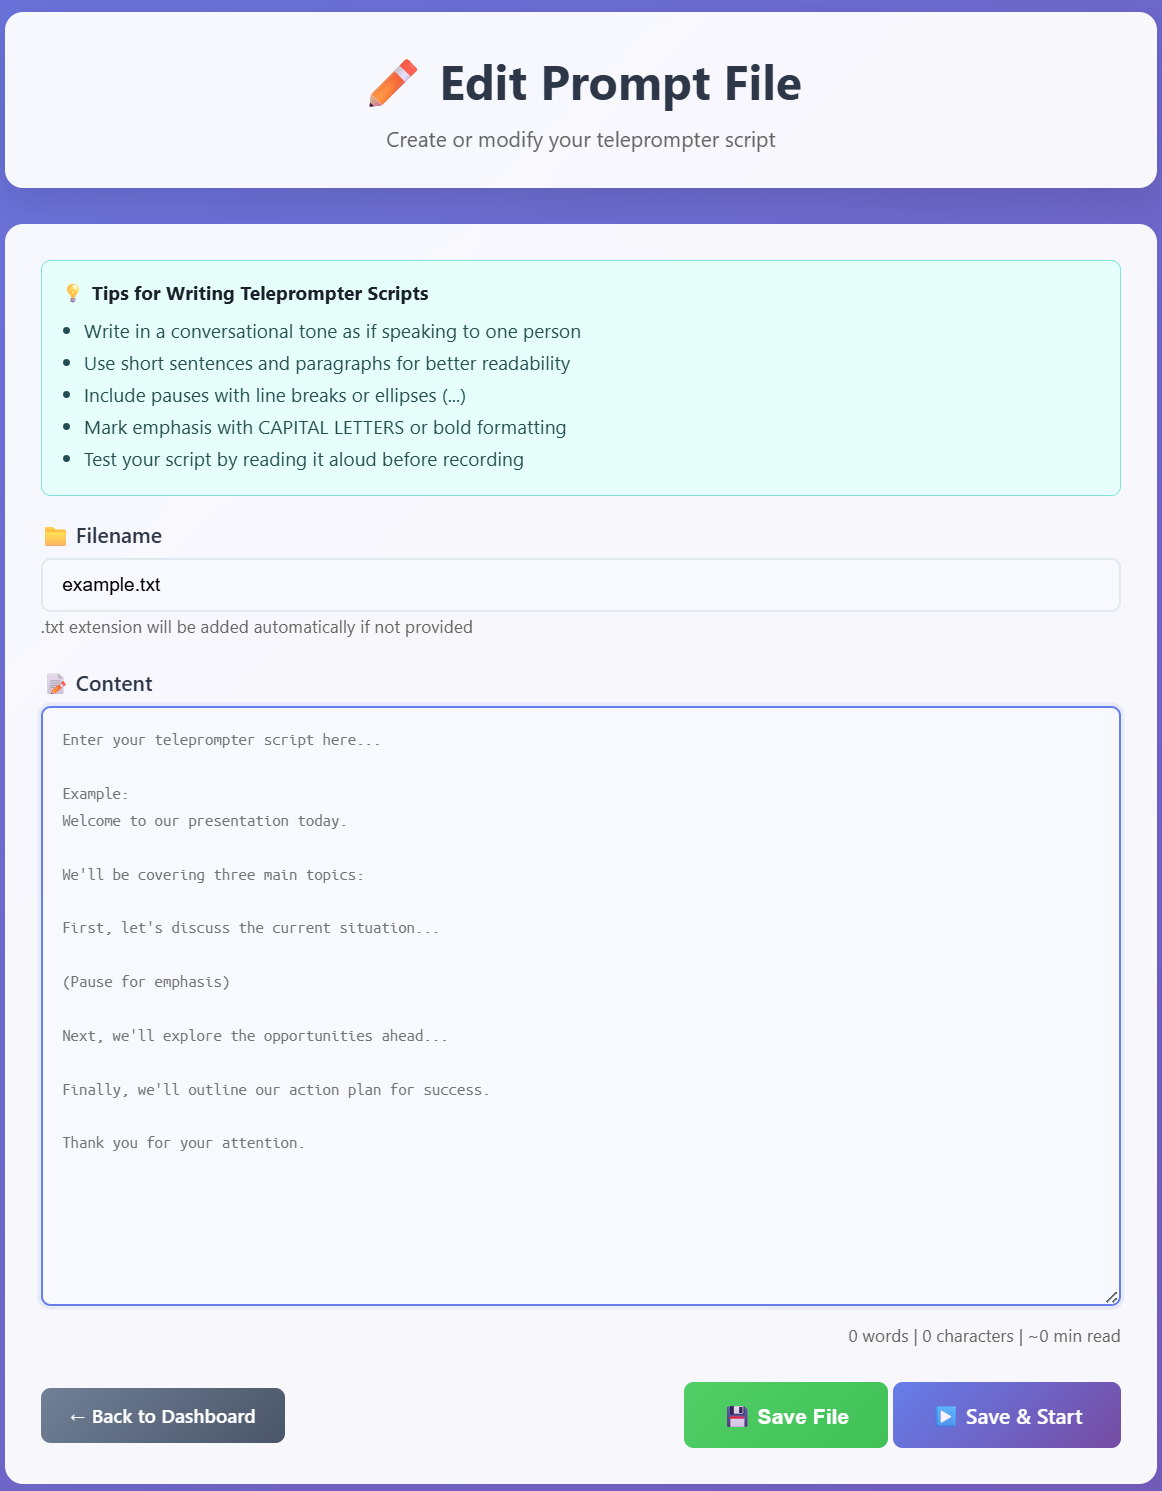 Edit Prompt File
Create or modify your teleprompter script
Tips for Writing Teleprompter Scripts
Write in a conversational tone as if speaking to one person
Use short sentences and paragraphs for better readability
Include pauses with line breaks or ellipses (...)
Mark emphasis with CAPITAL LETTERS or bold formatting
Test your script by reading it aloud before recording
Filename
example.txt
.txt extension will be added automatically if not provided
Content
Enter your teleprompter script here...
Example:
Welcome to our presentation today.
We'll be covering three main topics:
First, let's discuss the current situation...
(Pause for emphasis)
Next, we'll explore the opportunities ahead...
Finally, we'll outline our action plan for success.
Thank you for your attention.
0 words | 0 characters | ~0 min read
← Back to Dashboard
Save File
Save & Start